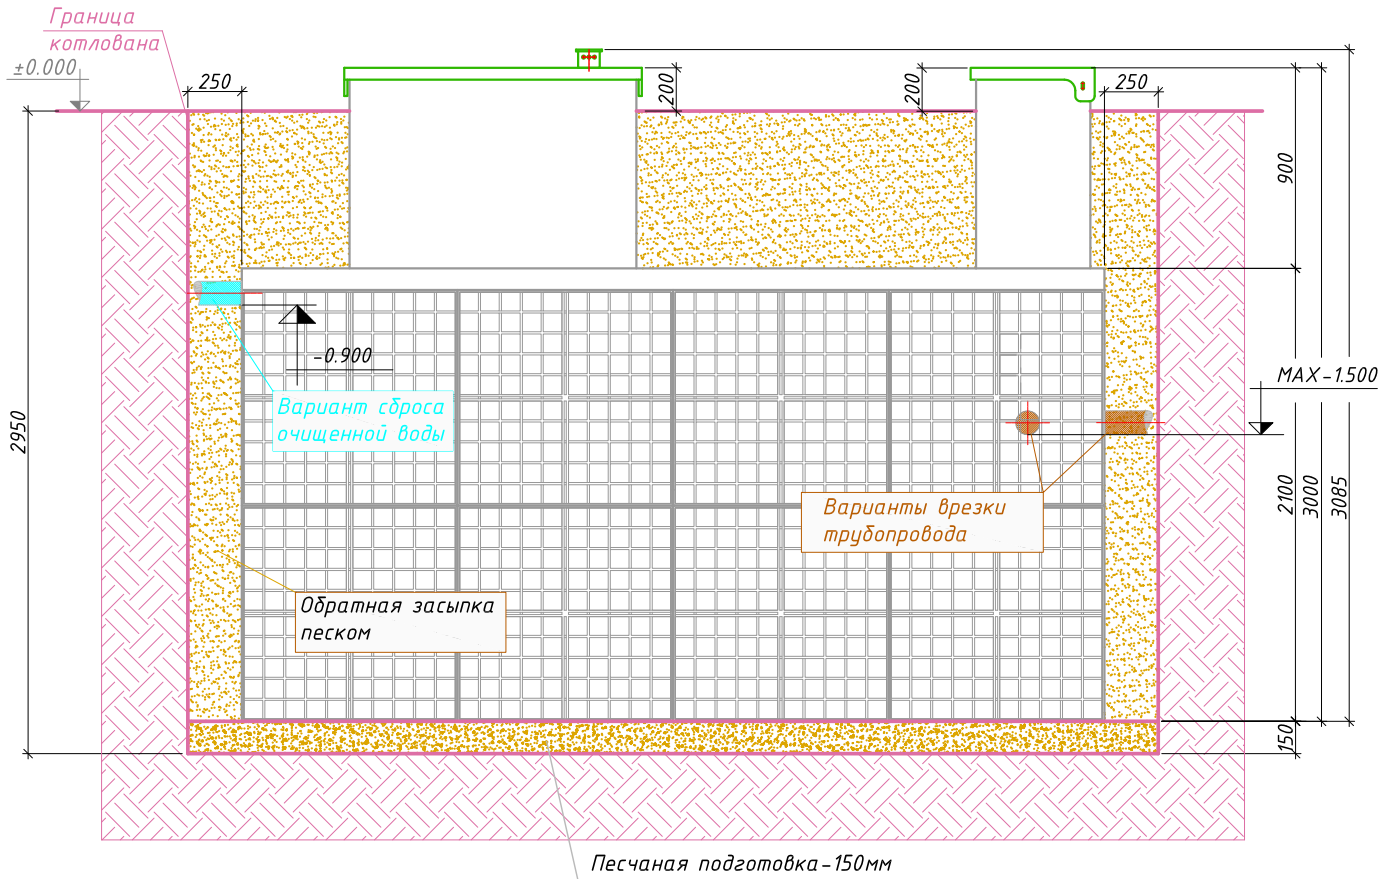 Граница
котлована
±0.000
250
200
200
250
900
-0.900
MAX-1.500
Вариант сброса
очищенной воды
2950
2100
3000
3085
Варианты врезки
трубопровода
Обратная засыпка
песком
150
Песчаная подготовка-150мм